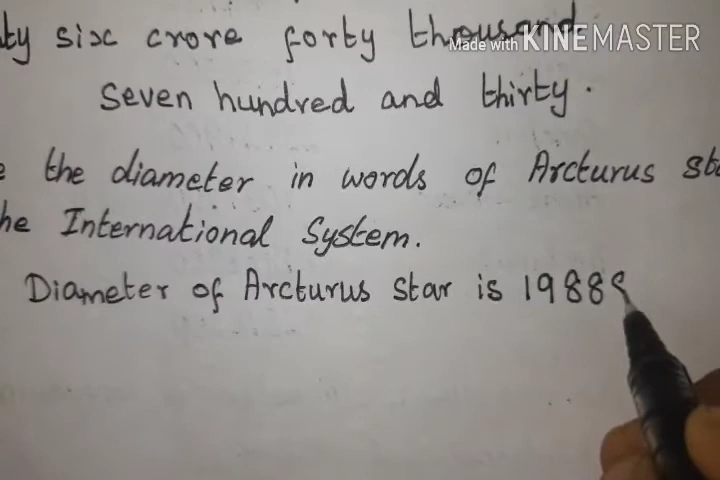 Made with KINEMASTER
six crore forty thousand
seven hundred and thirty.
the diameter in words of Arcturus
International System.
Diameter of Arcturus star is 1988